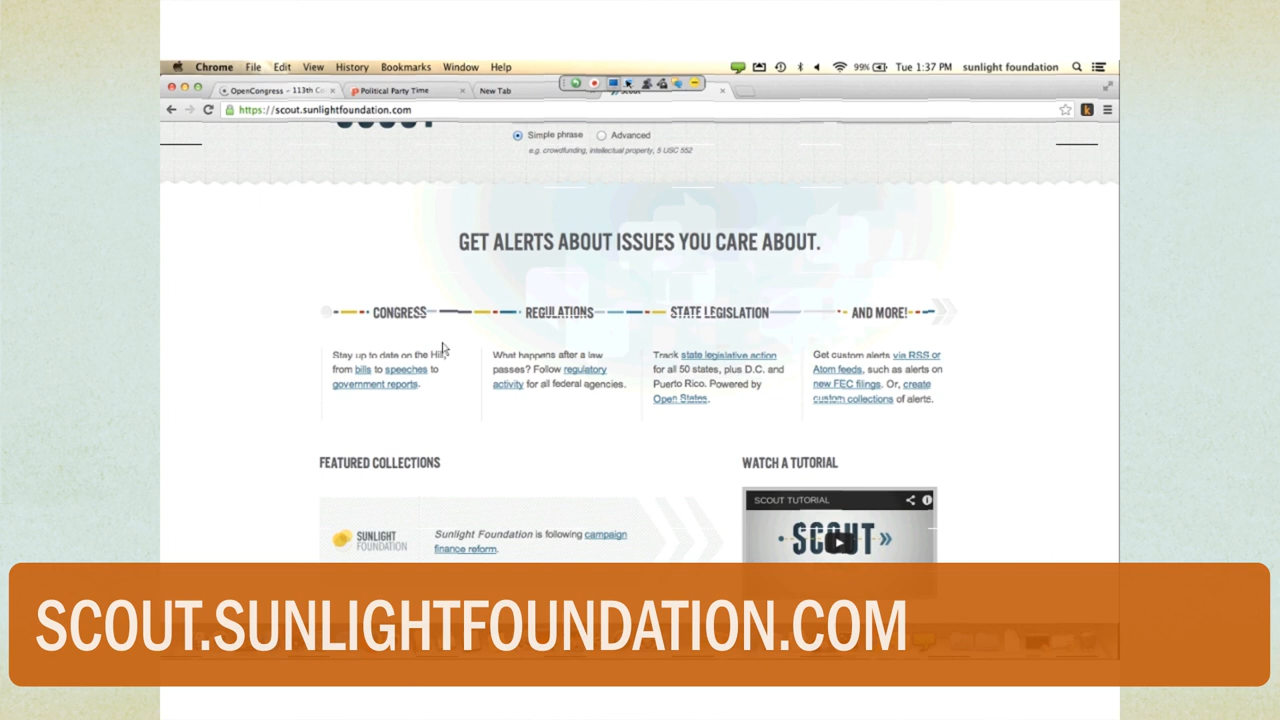 Chrome File Edit View History Bookmarks Window Help 99% Tue 1:37 PM sunlight foundation
OpenCongress – 113th Political Party Time New Tab Scout
https://scout.sunlightfoundation.com
SCOUT
Simple phrase Advanced
e.g. crowdfunding, intellectual property, 5 USC 552
GET ALERTS ABOUT ISSUES YOU CARE ABOUT.
CONGRESS REGULATIONS STATE LEGISLATION AND MORE!
Stay up to date on the Hill,
from bills to speeches to
government reports.
What happens after a law
passes? Follow regulatory
activity for all federal agencies.
Track state legislative action
for all 50 states, plus D.C. and
Puerto Rico. Powered by
Open States.
Get custom alerts via RSS or
Atom feeds, such as alerts on
new FEC filings. Or, create
custom collections of alerts.
FEATURED COLLECTIONS
WATCH A TUTORIAL
SUNLIGHT
FOUNDATION
Sunlight Foundation is following campaign
finance reform.
SCOUT TUTORIAL
SCOUT
SCOUT.SUNLIGHTFOUNDATION.COM